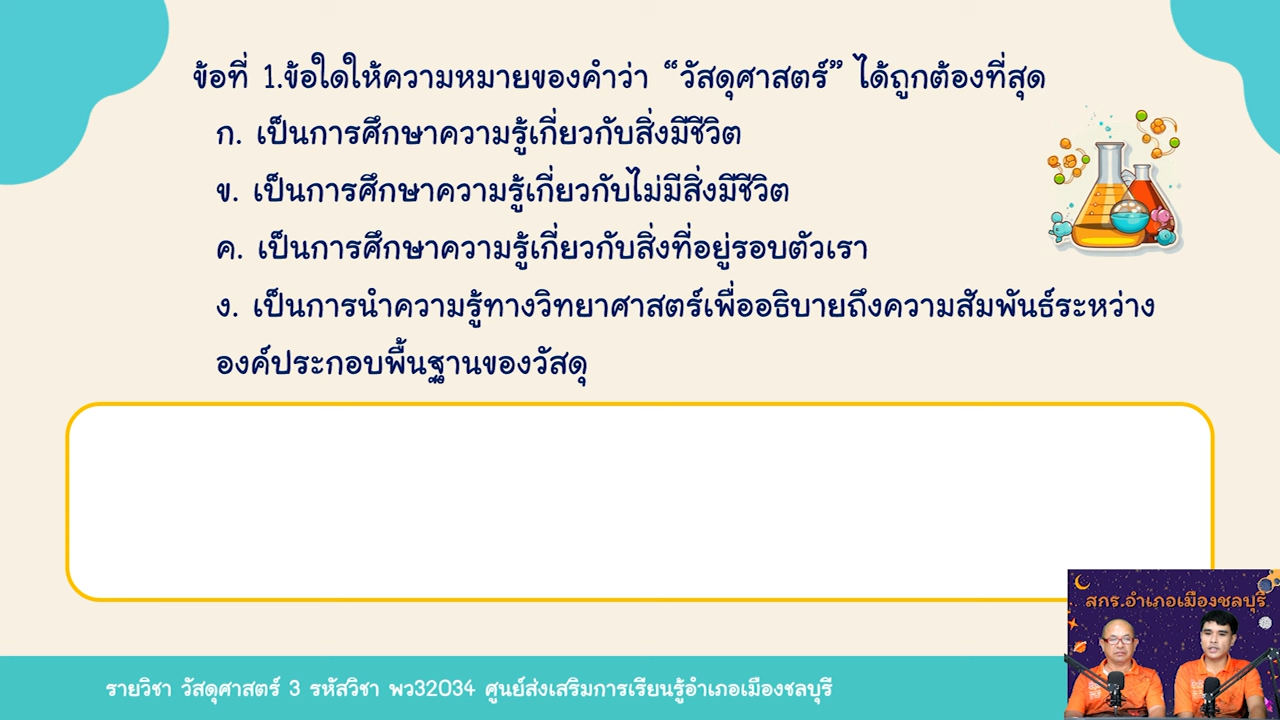 ข้อที่ 1.ข้อใดให้ความหมายของคำว่า “วัสดุศาสตร์” ได้ถูกต้องที่สุด
ก. เป็นการศึกษาความรู้เกี่ยวกับสิ่งมีชีวิต
ข. เป็นการศึกษาความรู้เกี่ยวกับไม่มีสิ่งมีชีวิต
ค. เป็นการศึกษาความรู้เกี่ยวกับสิ่งที่อยู่รอบตัวเรา
ง. เป็นการนำความรู้ทางวิทยาศาสตร์เพื่ออธิบายถึงความสัมพันธ์ระหว่าง
องค์ประกอบพื้นฐานของวัสดุ
สกร.อำเภอเมืองชลบุรี
รายวิชา วัสดุศาสตร์ 3 รหัสวิชา พว32034 ศูนย์ส่งเสริมการเรียนรู้อำเภอเมืองชลบุรี